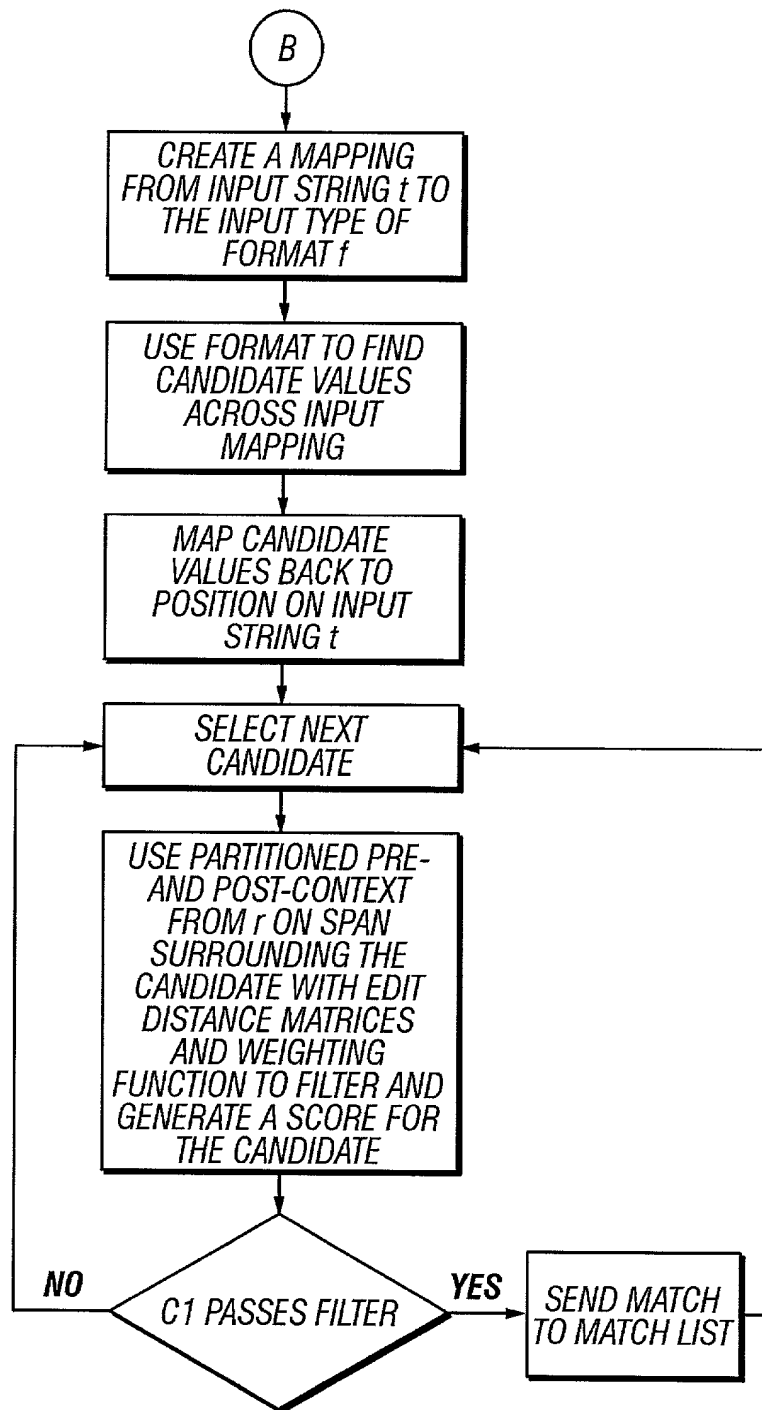 B
CREATE A MAPPING
FROM INPUT STRING t TO
THE INPUT TYPE OF
FORMAT f
USE FORMAT TO FIND
CANDIDATE VALUES
ACROSS INPUT
MAPPING
MAP CANDIDATE
VALUES BACK TO
POSITION ON INPUT
STRING t
SELECT NEXT
CANDIDATE
USE PARTITIONED PRE-
AND POST-CONTEXT
FROM r ON SPAN
SURROUNDING THE
CANDIDATE WITH EDIT
DISTANCE MATRICES
AND WEIGHTING
FUNCTION TO FILTER AND
GENERATE A SCORE FOR
THE CANDIDATE
NO
C1 PASSES FILTER
YES
SEND MATCH
TO MATCH LIST